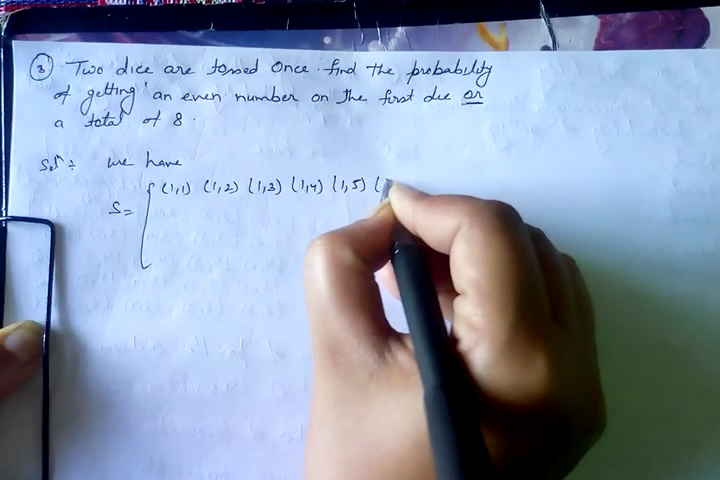 3 Two dice are tossed once. find the probability
of getting an even number on the first die or
a total of 8.
Solⁿ:- we have
S= { (1,1) (1,2) (1,3) (1,4) (1,5) (